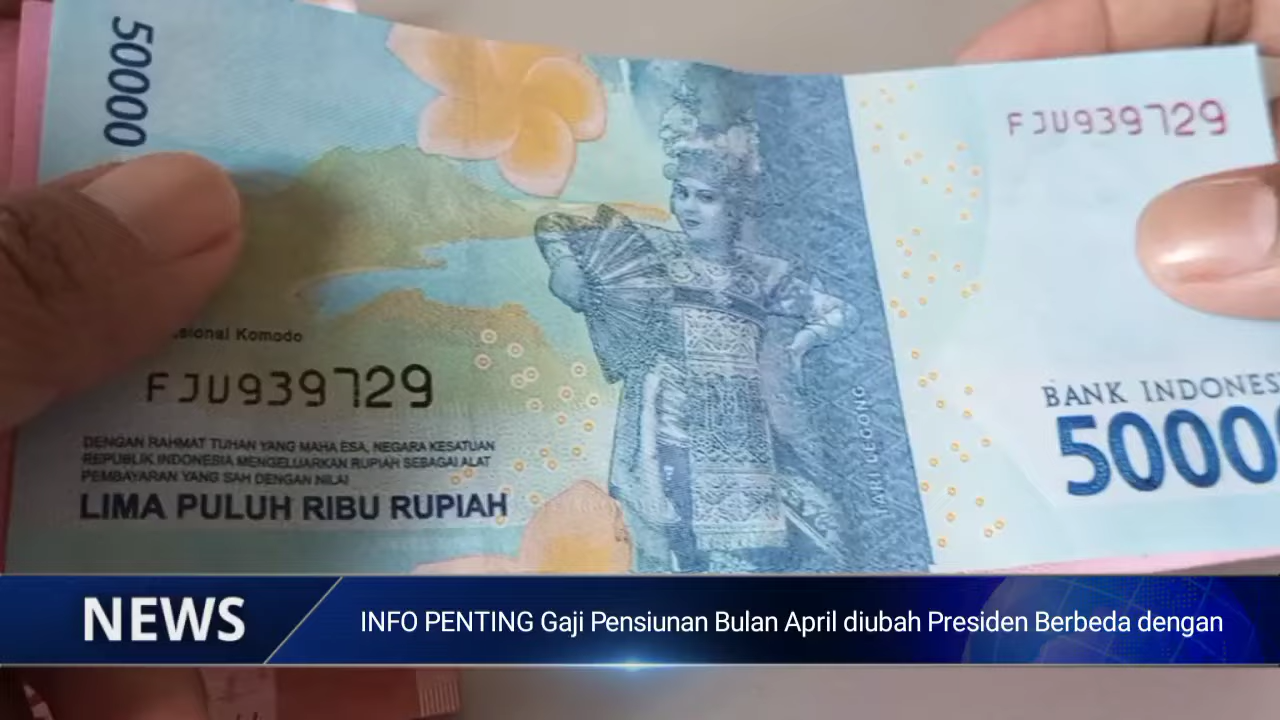 50000
FJU939729
sional Komodo
FJU939729
DENGAN RAHMAT TUHAN YANG MAHA ESA, NEGARA KESATUAN
REPUBLIK INDONESIA MENGELUARKAN RUPIAH SEBAGAI ALAT
PEMBAYARAN YANG SAH DENGAN NILAI
LIMA PULUH RIBU RUPIAH
TARI LEGONG
BANK INDONES
5000
NEWS
INFO PENTING Gaji Pensiunan Bulan April diubah Presiden Berbeda dengan